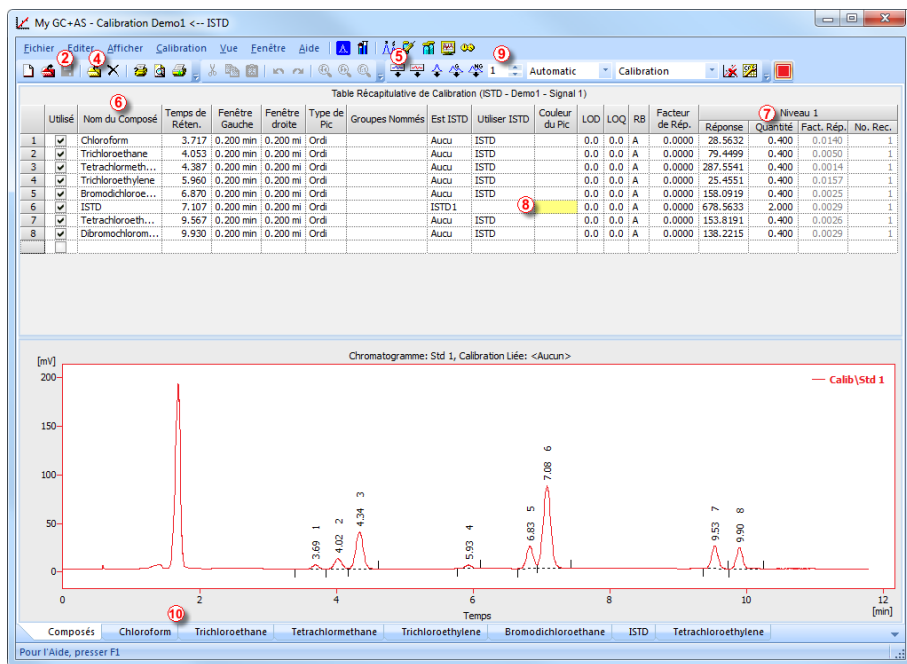 My GC+AS - Calibration Demo1 <-- ISTD
Fichier Editer Afficher Calibration Vue Fenêtre Aide
② ④ ⑤ ⑨
1 Automatic Calibration
Table Récapitulative de Calibration (ISTD - Demo1 - Signal 1)
⑥ ⑦
Utilisé Nom du Composé Temps de Réten. Fenêtre Gauche Fenêtre droite Type de Pic Groupes Nommés Est ISTD Utiliser ISTD Couleur du Pic LOD LOQ RB Facteur de Rép. Niveau 1
Réponse Quantité Fact. Rép. No. Rec.
1 Chloroform 3.717 0.200 min 0.200 mi Ordi Aucu ISTD 0.0 0.0 A 0.0000 28.5632 0.400 0.0140 1
2 Trichloroethane 4.053 0.200 min 0.200 mi Ordi Aucu ISTD 0.0 0.0 A 0.0000 79.4499 0.400 0.0050 1
3 Tetrachlormeth... 4.387 0.200 min 0.200 mi Ordi Aucu ISTD 0.0 0.0 A 0.0000 287.5541 0.400 0.0014 1
4 Trichloroethylene 5.960 0.200 min 0.200 mi Ordi Aucu ISTD 0.0 0.0 A 0.0000 25.4551 0.400 0.0157 1
5 Bromodichloroe... 6.870 0.200 min 0.200 mi Ordi Aucu ISTD 0.0 0.0 A 0.0000 158.0919 0.400 0.0025 1
6 ISTD 7.107 0.200 min 0.200 mi Ordi ISTD1 ⑧ 0.0 0.0 A 0.0000 678.5633 2.000 0.0029 1
7 Tetrachloroeth... 9.567 0.200 min 0.200 mi Ordi Aucu ISTD 0.0 0.0 A 0.0000 153.8191 0.400 0.0026 1
8 Dibromochlorom... 9.930 0.200 min 0.200 mi Ordi Aucu ISTD 0.0 0.0 A 0.0000 138.2215 0.400 0.0029 1
Chromatogramme: Std 1, Calibration Liée: <Aucun>
[mV]
200
150
100
50
0
Calib\Std 1
3.69 1
4.02 2
4.34 3
5.93 4
6.83 5
7.08 6
9.53 7
9.90 8
0 2 4 6 8 10 12
Temps
[min]
⑩
Composés Chloroform Trichloroethane Tetrachlormethane Trichloroethylene Bromodichloroethane ISTD Tetrachloroethylene
Pour l'Aide, presser F1